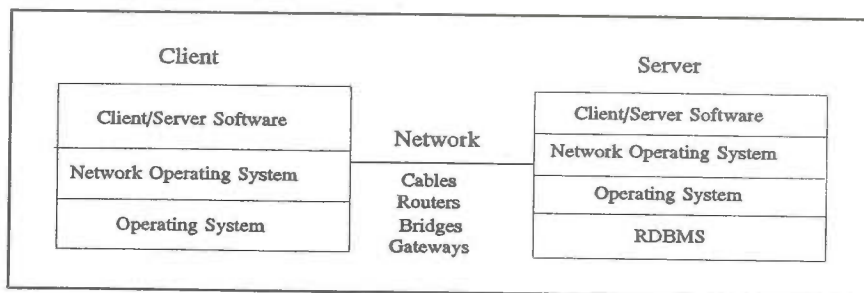 Client
Client/Server Software
Network Operating System
Operating System
Network
Cables
Routers
Bridges
Gateways
Server
Client/Server Software
Network Operating System
Operating System
RDBMS